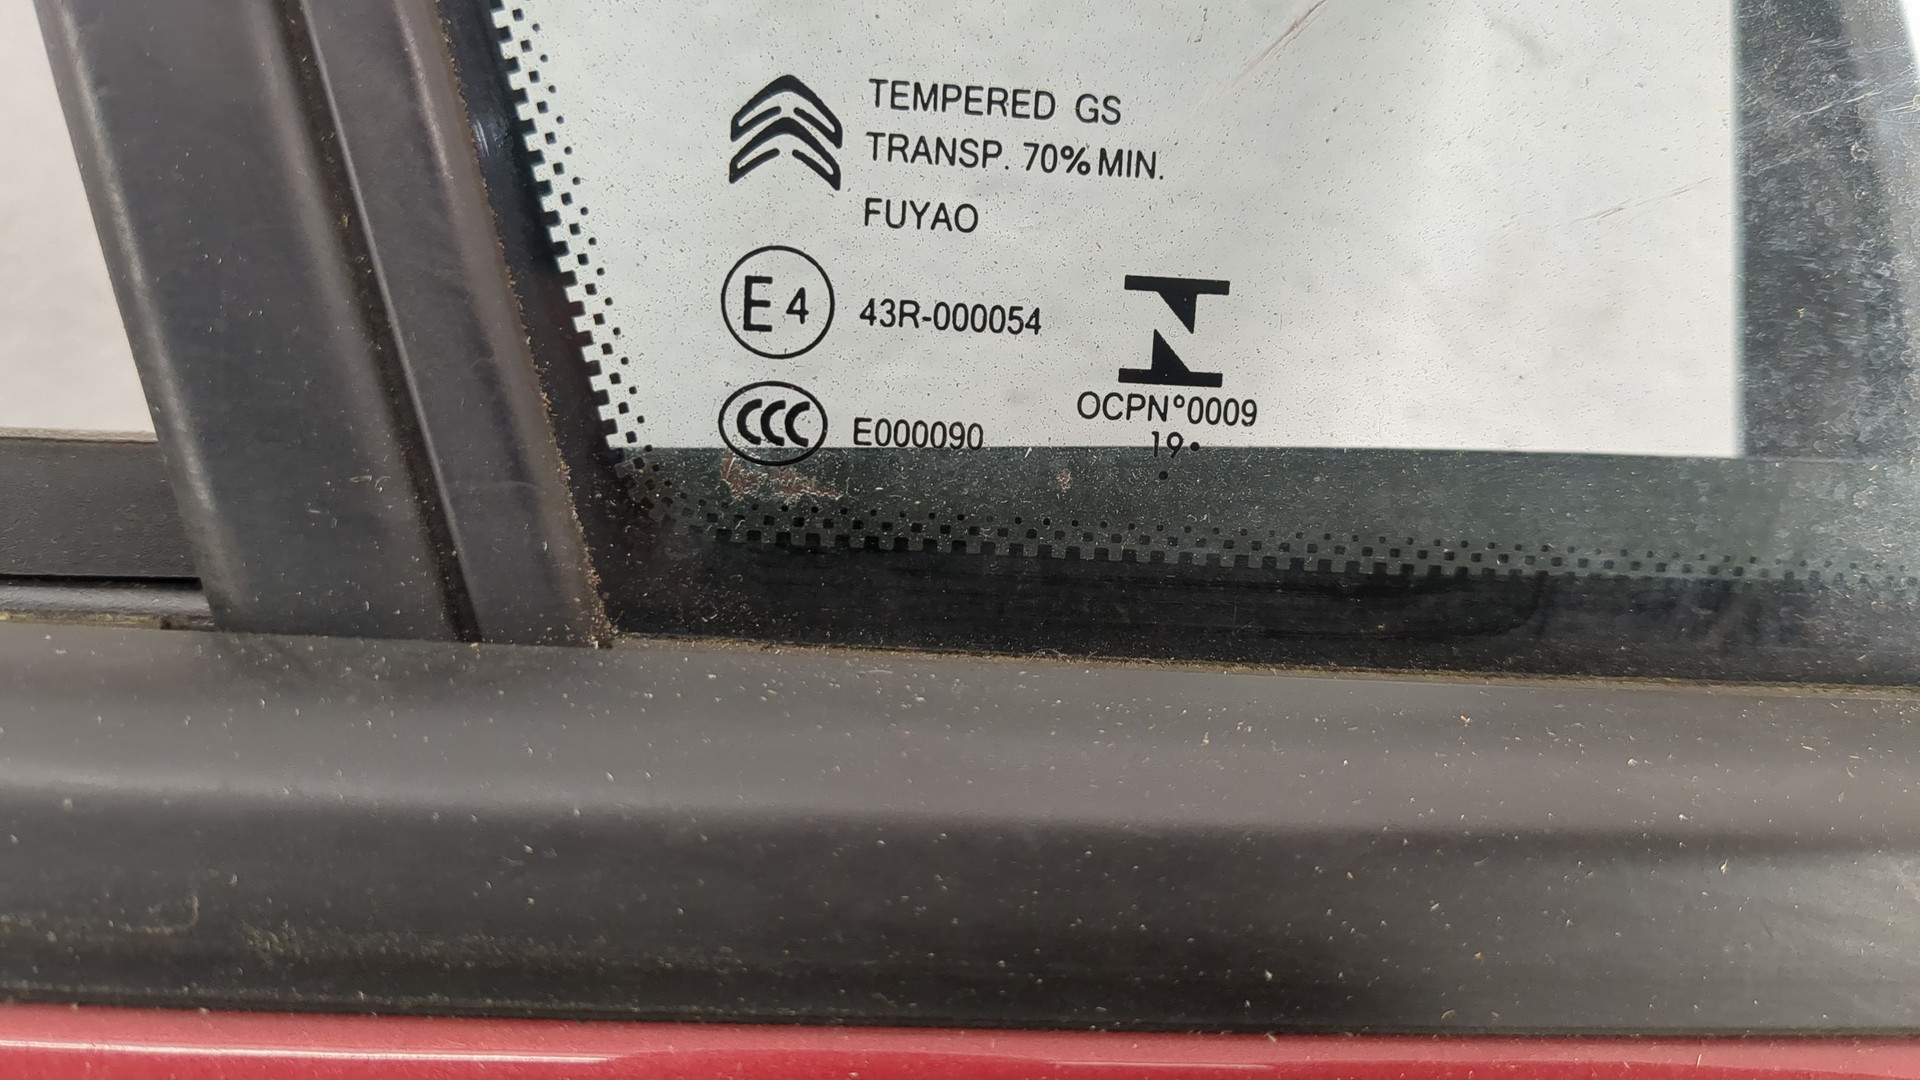 TEMPERED GS
TRANSP. 70% MIN.
FUYAO
E4 43R-000054
CCC E000090
OCPN°0009
19•